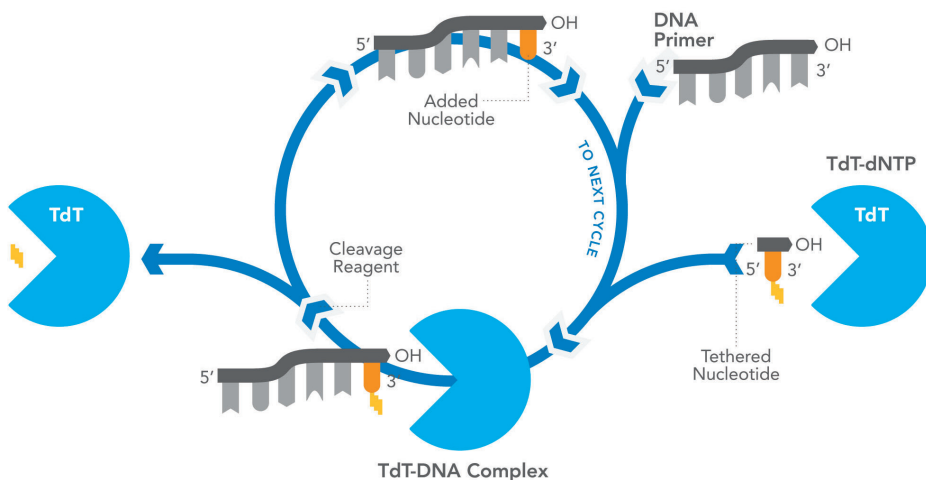 5′
OH
3′
Added
Nucleotide
DNA
Primer
5′
OH
3′
TO NEXT CYCLE
TdT-dNTP
TdT
TdT
OH
5′
3′
Cleavage
Reagent
Tethered
Nucleotide
OH
5′
3′
TdT-DNA Complex